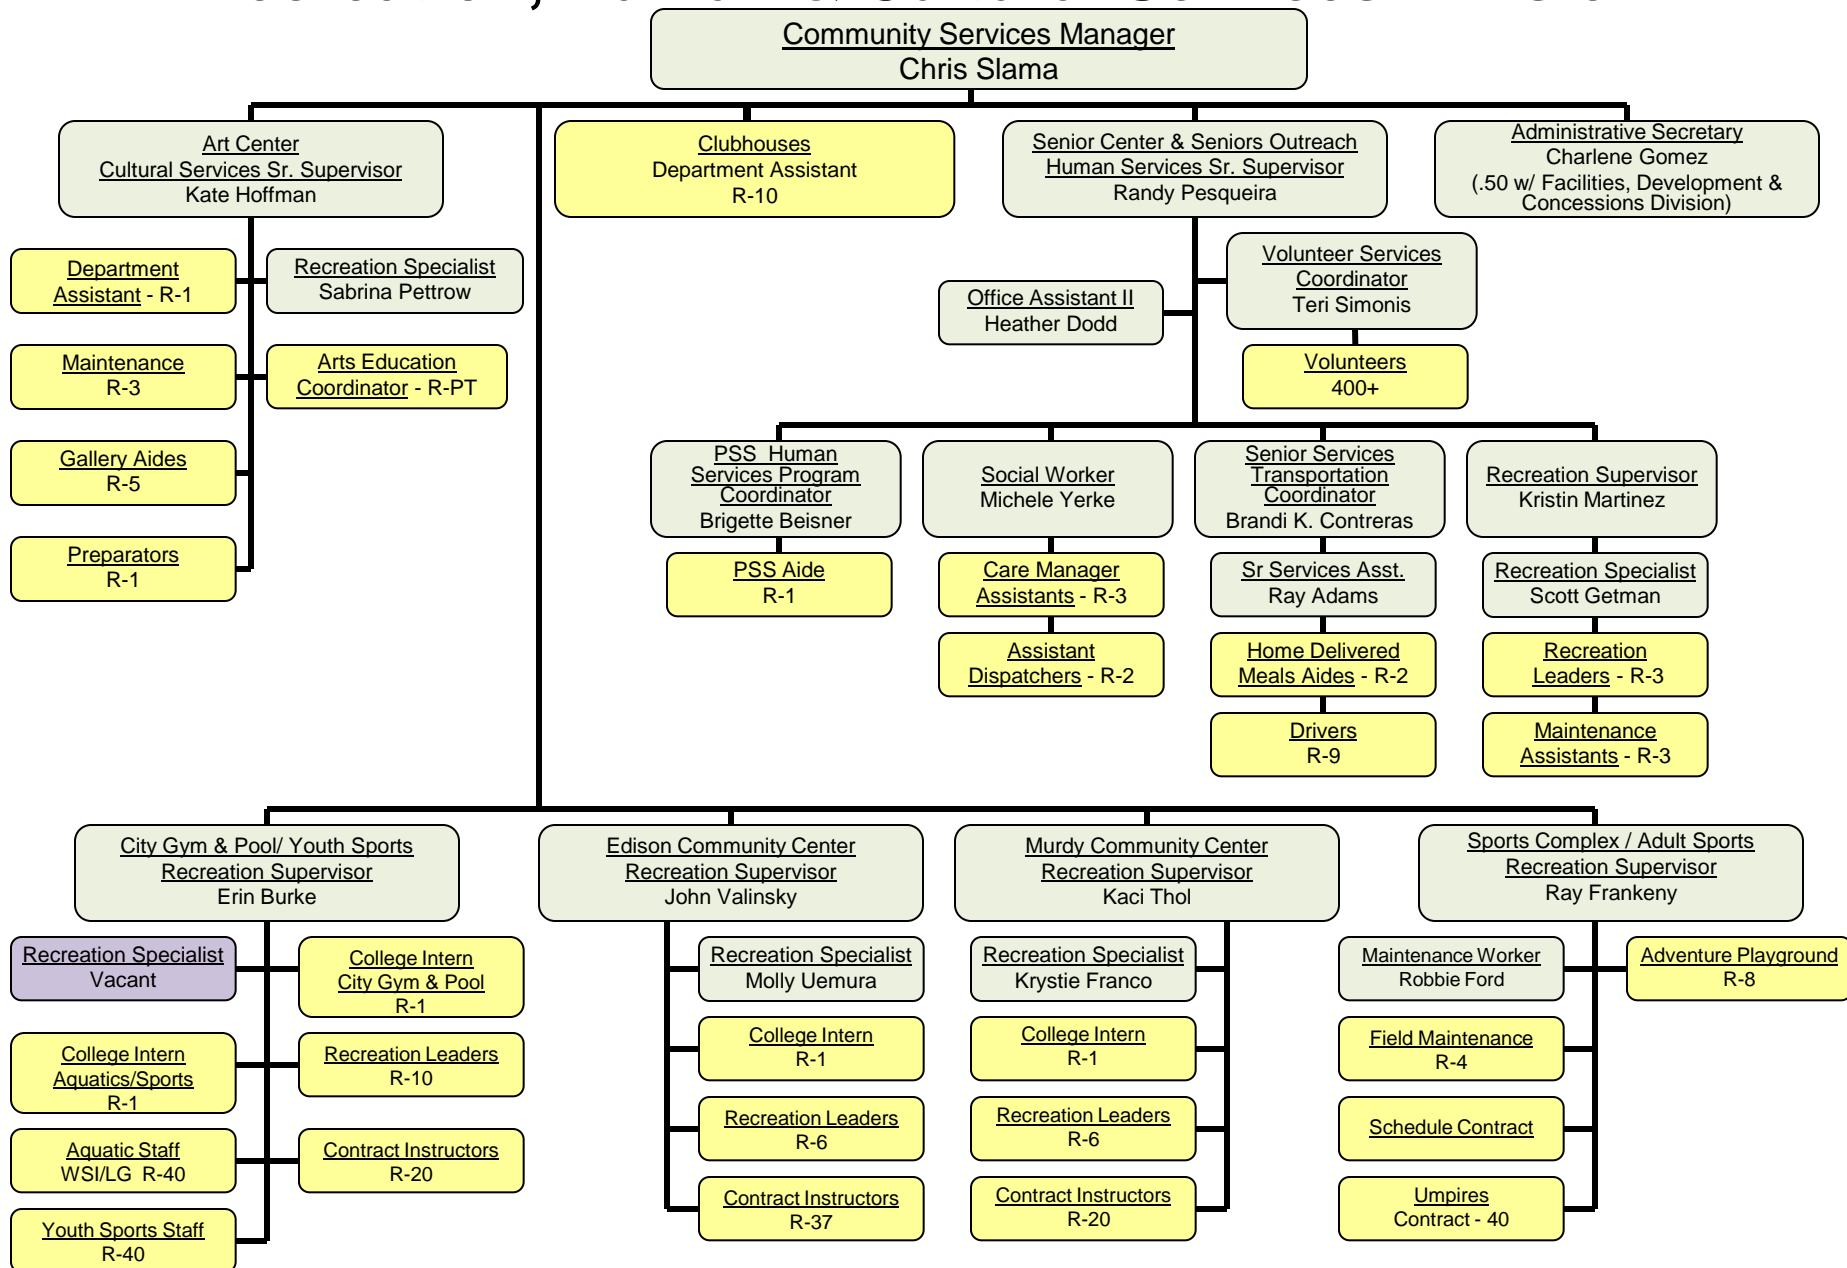 Community Services Manager
Chris Slama
Art Center
Cultural Services Sr. Supervisor
Kate Hoffman
Clubhouses
Department Assistant
R-10
Senior Center & Seniors Outreach
Human Services Sr. Supervisor
Randy Pesqueira
Administrative Secretary
Charlene Gomez
(.50 w/ Facilities, Development &
Concessions Division)
Department
Assistant - R-1
Recreation Specialist
Sabrina Pettrow
Maintenance
R-3
Arts Education
Coordinator - R-PT
Gallery Aides
R-5
Preparators
R-1
Office Assistant II
Heather Dodd
Volunteer Services
Coordinator
Teri Simonis
Volunteers
400+
PSS Human
Services Program
Coordinator
Brigette Beisner
Social Worker
Michele Yerke
Senior Services
Transportation
Coordinator
Brandi K. Contreras
Recreation Supervisor
Kristin Martinez
PSS Aide
R-1
Care Manager
Assistants - R-3
Sr Services Asst.
Ray Adams
Recreation Specialist
Scott Getman
Assistant
Dispatchers - R-2
Home Delivered
Meals Aides - R-2
Recreation
Leaders - R-3
Drivers
R-9
Maintenance
Assistants - R-3
City Gym & Pool/ Youth Sports
Recreation Supervisor
Erin Burke
Edison Community Center
Recreation Supervisor
John Valinsky
Murdy Community Center
Recreation Supervisor
Kaci Thol
Sports Complex / Adult Sports
Recreation Supervisor
Ray Frankeny
Recreation Specialist
Vacant
College Intern
City Gym & Pool
R-1
College Intern
Aquatics/Sports
R-1
Recreation Leaders
R-10
Aquatic Staff
WSI/LG R-40
Contract Instructors
R-20
Youth Sports Staff
R-40
Recreation Specialist
Molly Uemura
College Intern
R-1
Recreation Leaders
R-6
Contract Instructors
R-37
Recreation Specialist
Krystie Franco
College Intern
R-1
Recreation Leaders
R-6
Contract Instructors
R-20
Maintenance Worker
Robbie Ford
Adventure Playground
R-8
Field Maintenance
R-4
Schedule Contract
Umpires
Contract - 40